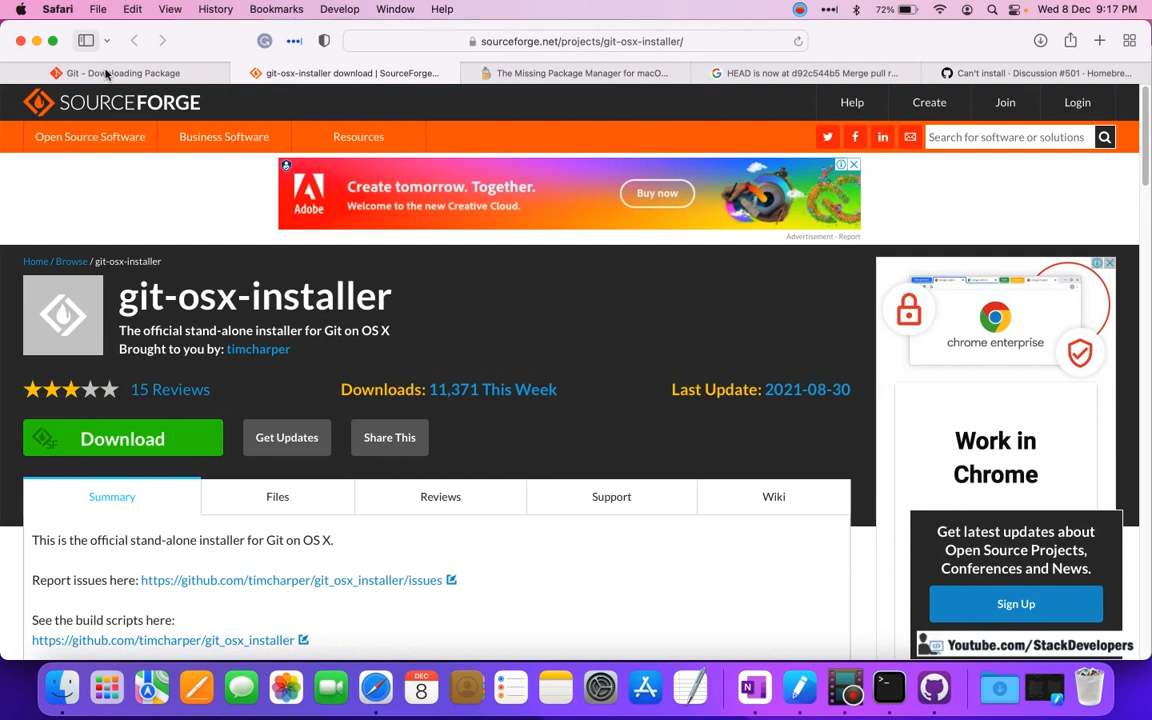 Safari File Edit View History Bookmarks Develop Window Help 72% Wed 8 Dec 9:17 PM
sourceforge.net/projects/git-osx-installer/
Git - Downloading Package
git-osx-installer download | SourceForge...
The Missing Package Manager for macO...
HEAD is now at d92c544b5 Merge pull r...
Can't install · Discussion #501 · Homebre...
SOURCEFORGE
Help Create Join Login
Open Source Software Business Software Resources
Search for software or solutions
Adobe
Create tomorrow. Together.
Welcome to the new Creative Cloud.
Buy now
Advertisement - Report
Home / Browse / git-osx-installer
git-osx-installer
The official stand-alone installer for Git on OS X
Brought to you by: timcharper
15 Reviews
Downloads: 11,371 This Week
Last Update: 2021-08-30
Download
Get Updates
Share This
Summary Files Reviews Support Wiki
This is the official stand-alone installer for Git on OS X.
Report issues here: https://github.com/timcharper/git_osx_installer/issues
See the build scripts here:
https://github.com/timcharper/git_osx_installer
chrome enterprise
Work in
Chrome
Get latest updates about
Open Source Projects,
Conferences and News.
Sign Up
Youtube.com/StackDevelopers
DEC
8